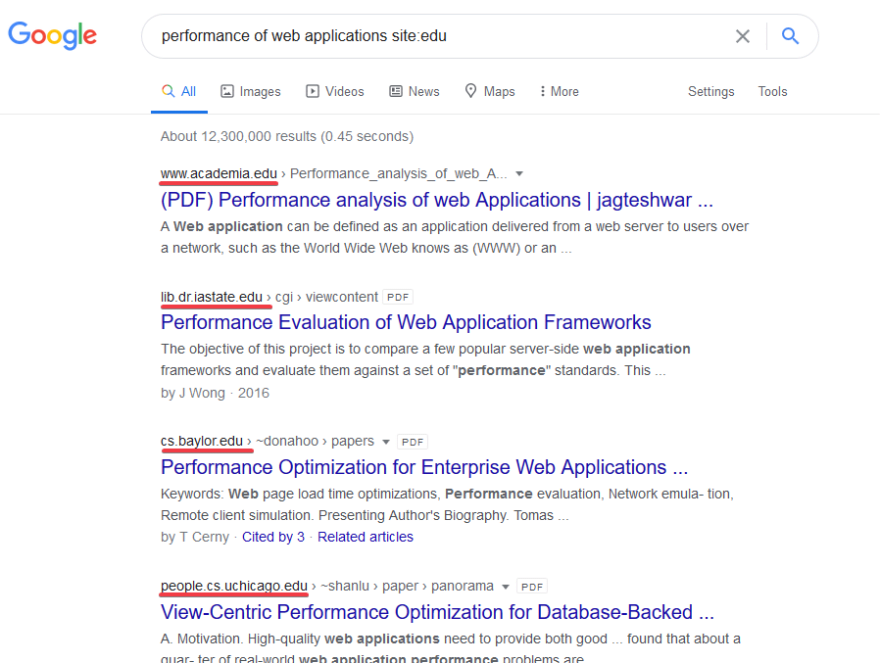 Google
performance of web applications site:edu
All Images Videos News Maps More Settings Tools
About 12,300,000 results (0.45 seconds)
www.academia.edu › Performance_analysis_of_web_A...
(PDF) Performance analysis of web Applications | jagteshwar ...
A Web application can be defined as an application delivered from a web server to users over
a network, such as the World Wide Web knows as (WWW) or an ...
lib.dr.iastate.edu › cgi › viewcontent PDF
Performance Evaluation of Web Application Frameworks
The objective of this project is to compare a few popular server-side web application
frameworks and evaluate them against a set of "performance" standards. This ...
by J Wong · 2016
cs.baylor.edu › ~donahoo › papers PDF
Performance Optimization for Enterprise Web Applications ...
Keywords: Web page load time optimizations, Performance evaluation, Network emula- tion,
Remote client simulation. Presenting Author's Biography. Tomas ...
by T Cerny · Cited by 3 · Related articles
people.cs.uchicago.edu › ~shanlu › paper › panorama PDF
View-Centric Performance Optimization for Database-Backed ...
A. Motivation. High-quality web applications need to provide both good ... found that about a
quar- ter of real-world web application performance problems are